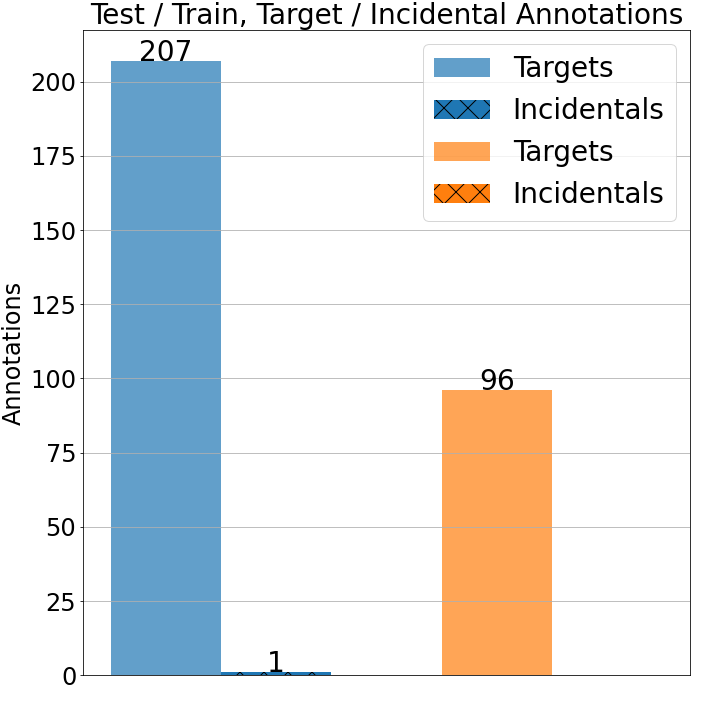 Test / Train, Target / Incidental Annotations
207
Targets
Incidentals
Targets
Incidentals
200
175
150
125
100
75
50
25
0
Annotations
96
1